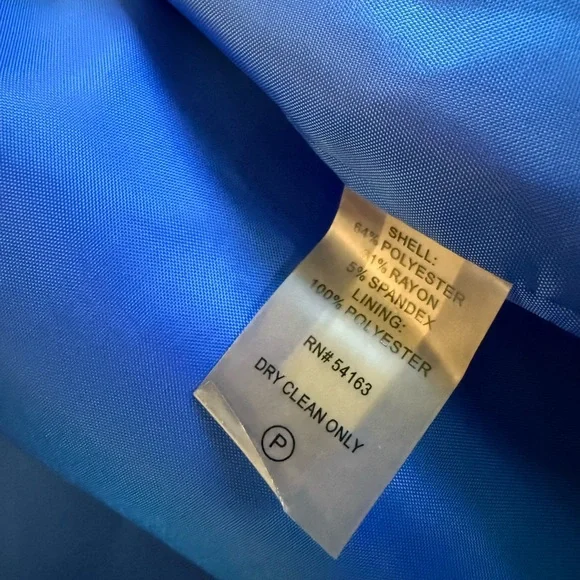 SHELL:
64% POLYESTER
31% RAYON
5% SPANDEX
LINING:
100% POLYESTER
RN# 54163
DRY CLEAN ONLY
P